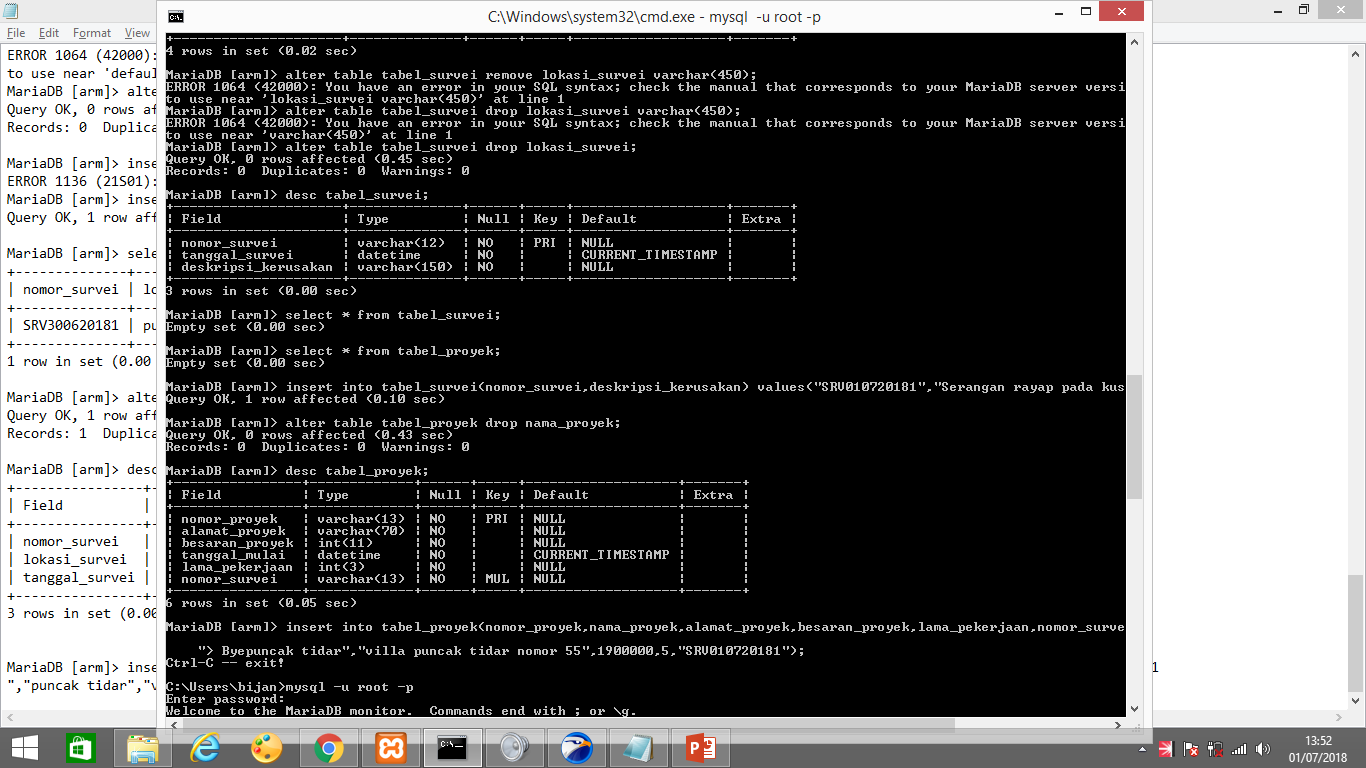 C:\Windows\system32\cmd.exe - mysql -u root -p
File Edit Format View
ERROR 1064 (42000):
to use near 'defaul
MariaDB [arm]> alte
Query OK, 0 rows af
Records: 0 Duplica
MariaDB [arm]> inse
ERROR 1136 (21S01):
MariaDB [arm]> inse
Query OK, 1 row aff
MariaDB [arm]> sele
+--------------+---
| nomor_survei | lo
+--------------+---
| SRV300620181 | pu
+--------------+---
1 row in set (0.00
MariaDB [arm]> alte
Query OK, 1 row aff
Records: 1 Duplica
MariaDB [arm]> desc
+----------------+-
| Field |
+----------------+-
| nomor_survei |
| lokasi_survei |
| tanggal_survei |
+----------------+-
3 rows in set (0.00
MariaDB [arm]> inse
","puncak tidar","v
1
4 rows in set (0.02 sec)
MariaDB [arm]> alter table tabel_survei remove lokasi_survei varchar(450);
ERROR 1064 (42000): You have an error in your SQL syntax; check the manual that corresponds to your MariaDB server versi
to use near 'lokasi_survei varchar(450)' at line 1
MariaDB [arm]> alter table tabel_survei drop lokasi_survei varchar(450);
ERROR 1064 (42000): You have an error in your SQL syntax; check the manual that corresponds to your MariaDB server versi
to use near 'varchar(450)' at line 1
MariaDB [arm]> alter table tabel_survei drop lokasi_survei;
Query OK, 0 rows affected (0.45 sec)
Records: 0 Duplicates: 0 Warnings: 0
MariaDB [arm]> desc tabel_survei;
| Field | Type | Null | Key | Default | Extra |
| nomor_survei | varchar(12) | NO | PRI | NULL | |
| tanggal_survei | datetime | NO | | CURRENT_TIMESTAMP | |
| deskripsi_kerusakan | varchar(150) | NO | | NULL | |
3 rows in set (0.00 sec)
MariaDB [arm]> select * from tabel_survei;
Empty set (0.00 sec)
MariaDB [arm]> select * from tabel_proyek;
Empty set (0.00 sec)
MariaDB [arm]> insert into tabel_survei(nomor_survei,deskripsi_kerusakan) values("SRV010720181","Serangan rayap pada kus
Query OK, 1 row affected (0.10 sec)
MariaDB [arm]> alter table tabel_proyek drop nama_proyek;
Query OK, 0 rows affected (0.43 sec)
Records: 0 Duplicates: 0 Warnings: 0
MariaDB [arm]> desc tabel_proyek;
| Field | Type | Null | Key | Default | Extra |
| nomor_proyek | varchar(13) | NO | PRI | NULL | |
| alamat_proyek | varchar(70) | NO | | NULL | |
| besaran_proyek | int(11) | NO | | NULL | |
| tanggal_mulai | datetime | NO | | CURRENT_TIMESTAMP | |
| lama_pekerjaan | int(3) | NO | | NULL | |
| nomor_survei | varchar(13) | NO | MUL | NULL | |
6 rows in set (0.05 sec)
MariaDB [arm]> insert into tabel_proyek(nomor_proyek,nama_proyek,alamat_proyek,besaran_proyek,lama_pekerjaan,nomor_surve
"> Byepuncak tidar","villa puncak tidar nomor 55",1900000,5,"SRV010720181");
Ctrl-C -- exit!
C:\Users\bijan>mysql -u root -p
Enter password:
Welcome to the MariaDB monitor. Commands end with ; or \g.
13:52
01/07/2018